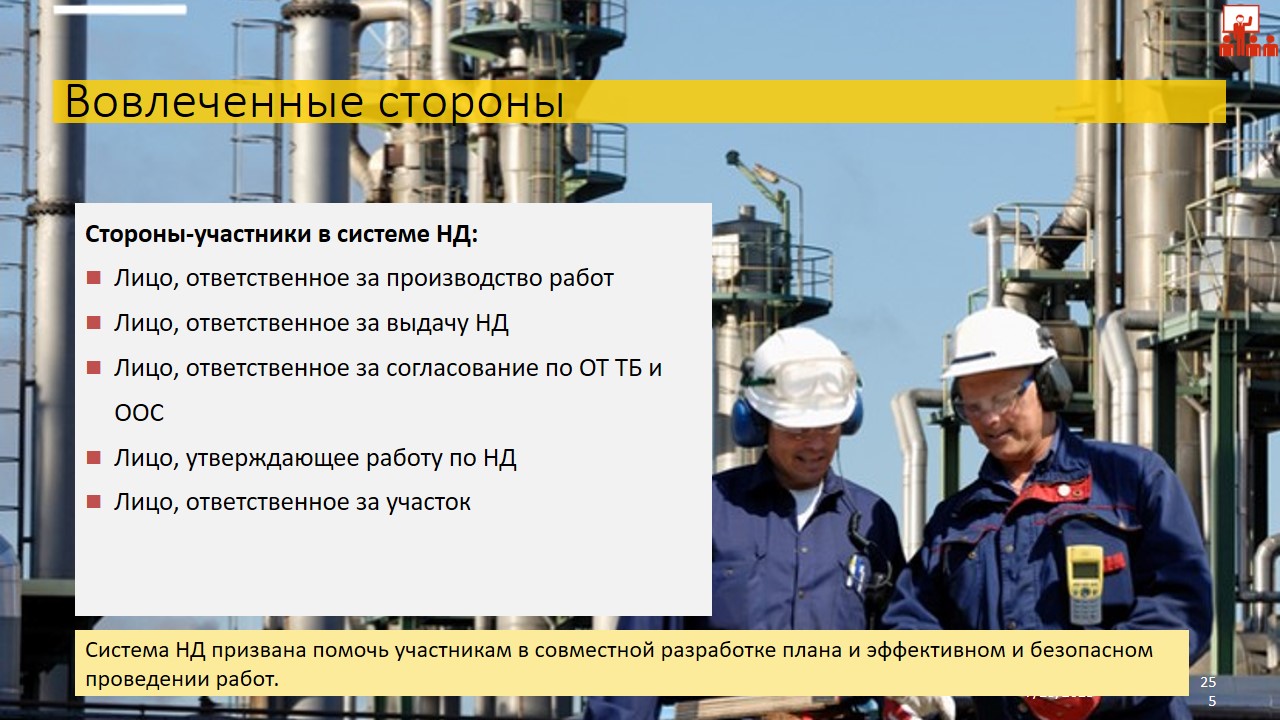 Вовлеченные стороны
Стороны-участники в системе НД:
Лицо, ответственное за производство работ
Лицо, ответственное за выдачу НД
Лицо, ответственное за согласование по ОТ ТБ и
ООС
Лицо, утверждающее работу по НД
Лицо, ответственное за участок
Система НД призвана помочь участникам в совместной разработке плана и эффективном и безопасном
проведении работ.
25
5